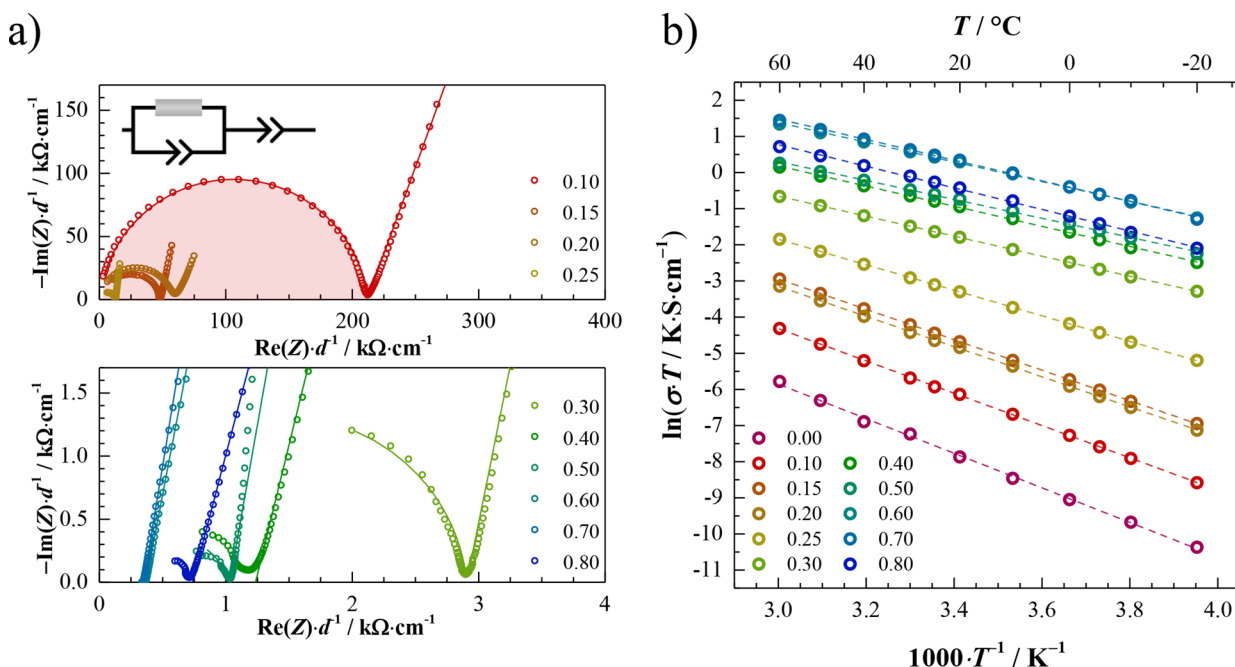 a)
−Im(Z)·d⁻¹ / kΩ·cm⁻¹
150
100
50
0
0.10
0.15
0.20
0.25
0 100 200 300 400
Re(Z)·d⁻¹ / kΩ·cm⁻¹
−Im(Z)·d⁻¹ / kΩ·cm⁻¹
1.5
1.0
0.5
0.0
0.30
0.40
0.50
0.60
0.70
0.80
0 1 2 3 4
Re(Z)·d⁻¹ / kΩ·cm⁻¹
b)
T / °C
60 40 20 0 -20
ln(σ·T / K·S·cm⁻¹)
2
1
0
-1
-2
-3
-4
-5
-6
-7
-8
-9
-10
-11
0.00
0.10 0.40
0.15 0.50
0.20 0.60
0.25 0.70
0.30 0.80
3.0 3.2 3.4 3.6 3.8 4.0
1000·T⁻¹ / K⁻¹